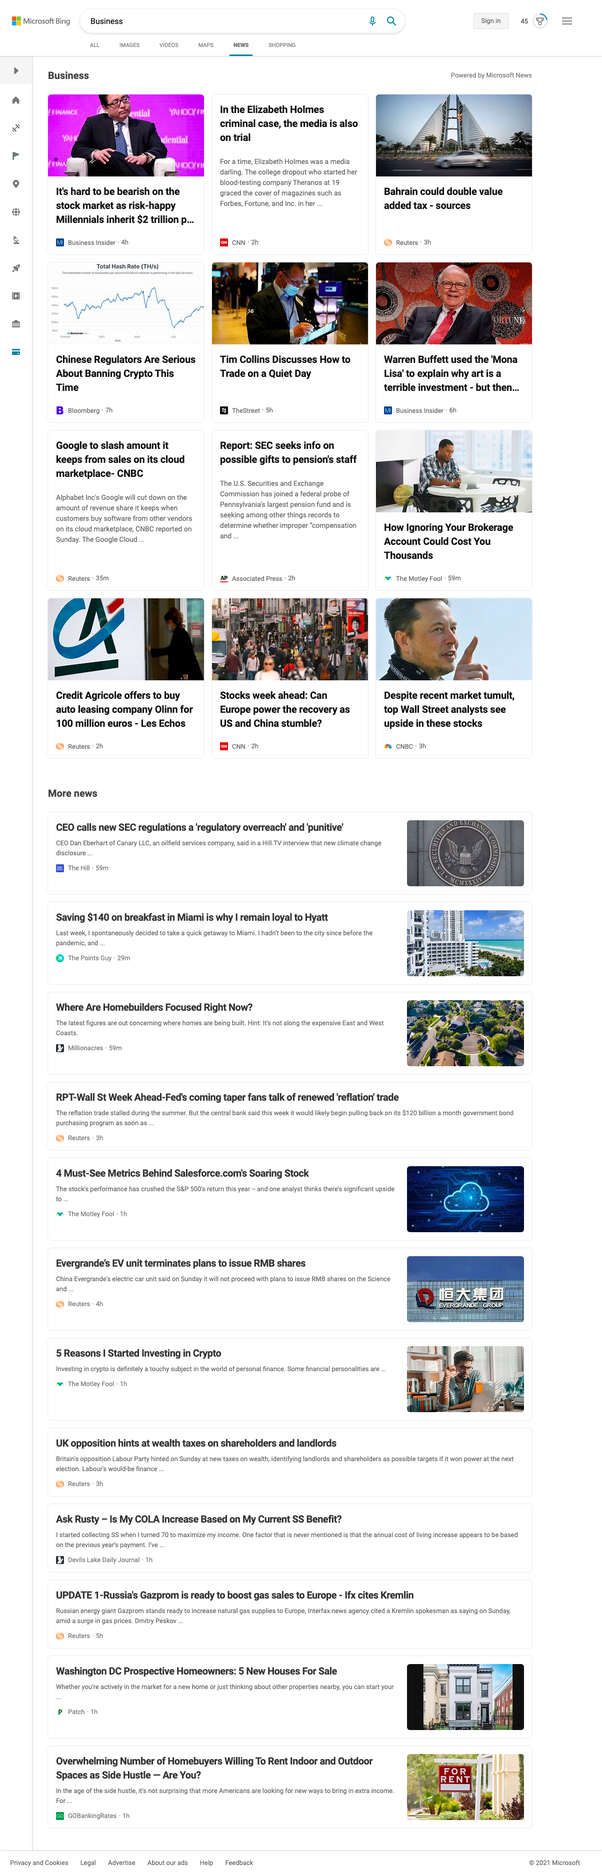 Microsoft Bing
Business
Sign in
45
ALL IMAGES VIDEOS MAPS NEWS SHOPPING
Business
Powered by Microsoft News
It's hard to be bearish on the
stock market as risk-happy
Millennials inherit $2 trillion p...
Business Insider · 4h
In the Elizabeth Holmes
criminal case, the media is also
on trial
For a time, Elizabeth Holmes was a media
darling. The college dropout who started her
blood-testing company Theranos at 19
graced the cover of magazines such as
Forbes, Fortune, and Inc. in her ...
CNN · 2h
Bahrain could double value
added tax - sources
Reuters · 3h
Total Hash Rate (TH/s)
Chinese Regulators Are Serious
About Banning Crypto This
Time
Bloomberg · 7h
Tim Collins Discusses How to
Trade on a Quiet Day
TheStreet · 5h
Warren Buffett used the 'Mona
Lisa' to explain why art is a
terrible investment - but then...
Business Insider · 6h
Google to slash amount it
keeps from sales on its cloud
marketplace- CNBC
Alphabet Inc's Google will cut down on the
amount of revenue share it keeps when
customers buy software from other vendors
on its cloud marketplace, CNBC reported on
Sunday. The Google Cloud ...
Reuters · 35m
Report: SEC seeks info on
possible gifts to pension's staff
The U.S. Securities and Exchange
Commission has joined a federal probe of
Pennsylvania's largest pension fund and is
seeking among other things records to
determine whether improper "compensation
and ...
AP Associated Press · 2h
How Ignoring Your Brokerage
Account Could Cost You
Thousands
The Motley Fool · 59m
Credit Agricole offers to buy
auto leasing company Olinn for
100 million euros - Les Echos
Reuters · 2h
Stocks week ahead: Can
Europe power the recovery as
US and China stumble?
CNN · 2h
Despite recent market tumult,
top Wall Street analysts see
upside in these stocks
CNBC · 3h
More news
CEO calls new SEC regulations a 'regulatory overreach' and 'punitive'
CEO Dan Eberhart of Canary LLC, an oilfield services company, said in a Hill.TV interview that new climate change
disclosure ...
The Hill · 59m
Saving $140 on breakfast in Miami is why I remain loyal to Hyatt
Last week, I spontaneously decided to take a quick getaway to Miami. I hadn't been to the city since before the
pandemic, and ...
The Points Guy · 29m
Where Are Homebuilders Focused Right Now?
The latest figures are out concerning where homes are being built. Hint: It's not along the expensive East and West
Coasts.
Millionacres · 59m
RPT-Wall St Week Ahead-Fed's coming taper fans talk of renewed 'reflation' trade
The reflation trade stalled during the summer. But the central bank said this week it would likely begin pulling back on its $120 billion a month government bond
purchasing program as soon as ...
Reuters · 3h
4 Must-See Metrics Behind Salesforce.com's Soaring Stock
The stock's performance has crushed the S&P 500's return this year – and one analyst thinks there's significant upside
to ...
The Motley Fool · 1h
Evergrande's EV unit terminates plans to issue RMB shares
China Evergrande's electric car unit said on Sunday it will not proceed with plans to issue RMB shares on the Science
and ...
Reuters · 4h
恒大集团
EVERGRANDE GROUP
5 Reasons I Started Investing in Crypto
Investing in crypto is definitely a touchy subject in the world of personal finance. Some financial personalities are ...
The Motley Fool · 1h
UK opposition hints at wealth taxes on shareholders and landlords
Britain's opposition Labour Party hinted on Sunday at new taxes on wealth, identifying landlords and shareholders as possible targets if it won power at the next
election. Labour's would-be finance ...
Reuters · 3h
Ask Rusty – Is My COLA Increase Based on My Current SS Benefit?
I started collecting SS when I turned 70 to maximize my income. One factor that is never mentioned is that the annual cost of living increase appears to be based
on the previous year's payment. I've ...
Devils Lake Daily Journal · 1h
UPDATE 1-Russia's Gazprom is ready to boost gas sales to Europe - Ifx cites Kremlin
Russian energy giant Gazprom stands ready to increase natural gas supplies to Europe, Interfax news agency cited a Kremlin spokesman as saying on Sunday,
amid a surge in gas prices. Dmitry Peskov ...
Reuters · 5h
Washington DC Prospective Homeowners: 5 New Houses For Sale
Whether you're actively in the market for a new home or just thinking about other properties nearby, you can start your
...
Patch · 1h
Overwhelming Number of Homebuyers Willing To Rent Indoor and Outdoor
Spaces as Side Hustle — Are You?
In the age of the side hustle, it's not surprising that more Americans are looking for new ways to bring in extra income.
For ...
GOBankingRates · 1h
FOR
RENT
Privacy and Cookies Legal Advertise About our ads Help Feedback
© 2021 Microsoft